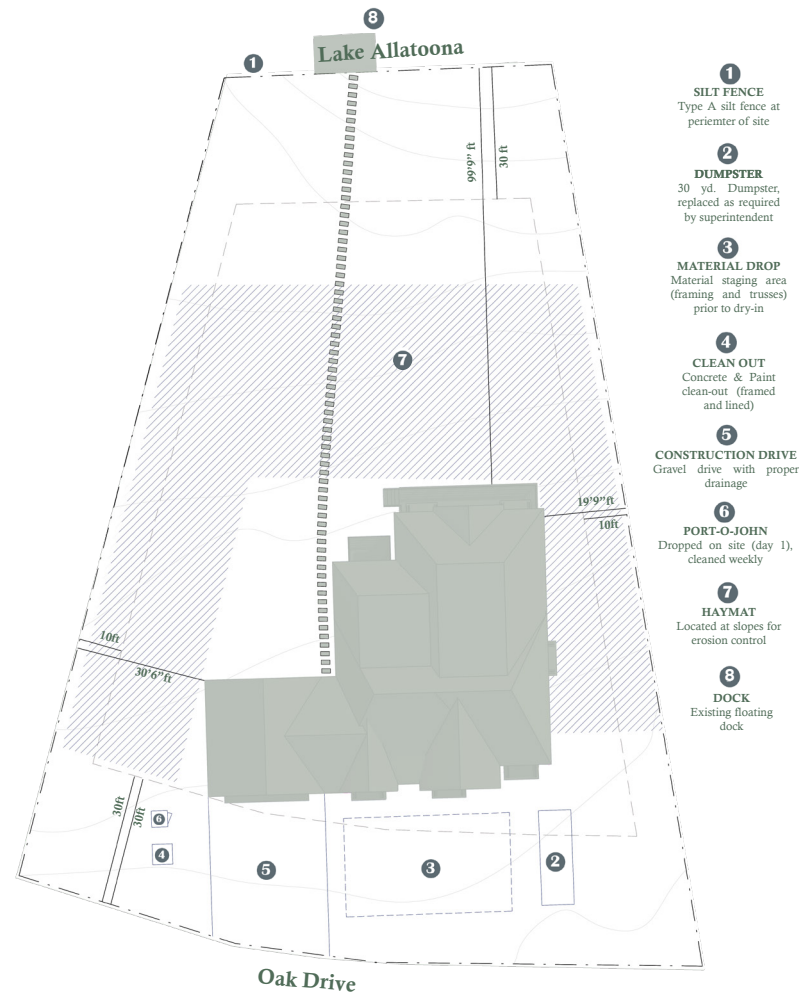 8
Lake Allatoona
1
99'9" ft
30 ft
7
19'9"ft
10ft
10ft
30'6"ft
30ft
30ft
6
4
5
3
2
Oak Drive
1
SILT FENCE
Type A silt fence at
periemter of site
2
DUMPSTER
30 yd. Dumpster,
replaced as required
by superintendent
3
MATERIAL DROP
Material staging area
(framing and trusses)
prior to dry-in
4
CLEAN OUT
Concrete & Paint
clean-out (framed
and lined)
5
CONSTRUCTION DRIVE
Gravel drive with proper
drainage
6
PORT-O-JOHN
Dropped on site (day 1),
cleaned weekly
7
HAYMAT
Located at slopes for
erosion control
8
DOCK
Existing floating
dock